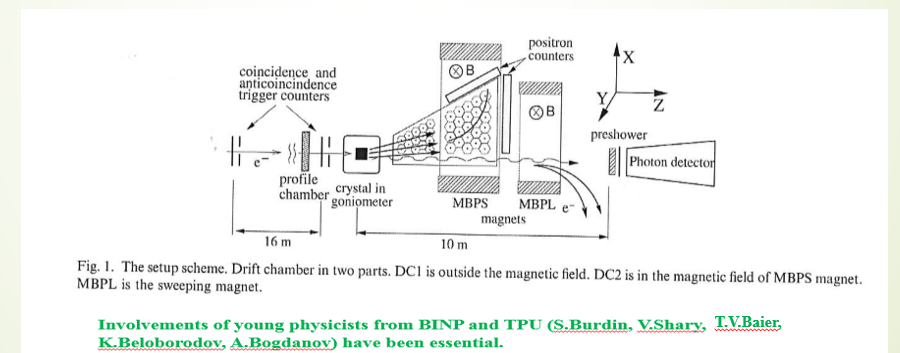 positron
counters
X
coincidence and
anticoincindence
trigger counters
⊗B
Y
Z
⊗B
preshower
Photon detector
e-
profile
chamber
crystal in
goniometer
MBPS
MBPL
e-
magnets
16 m
10 m
Fig. 1. The setup scheme. Drift chamber in two parts. DC1 is outside the magnetic field. DC2 is in the magnetic field of MBPS magnet.
MBPL is the sweeping magnet.
Involvements of young physicists from BINP and TPU (S.Burdin, V.Shary, T.V.Baier,
K.Beloborodov, A.Bogdanov) have been essential.